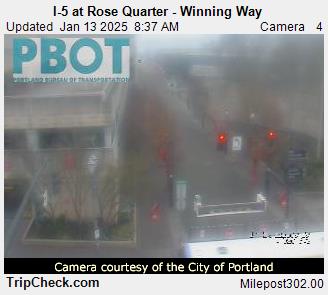 I-5 at Rose Quarter - Winning Way
Updated Jan 13 2025 8:37 AM Camera 4
PBOT
PORTLAND BUREAU OF TRANSPORTATION
Camera courtesy of the City of Portland
TripCheck.com Milepost302.00